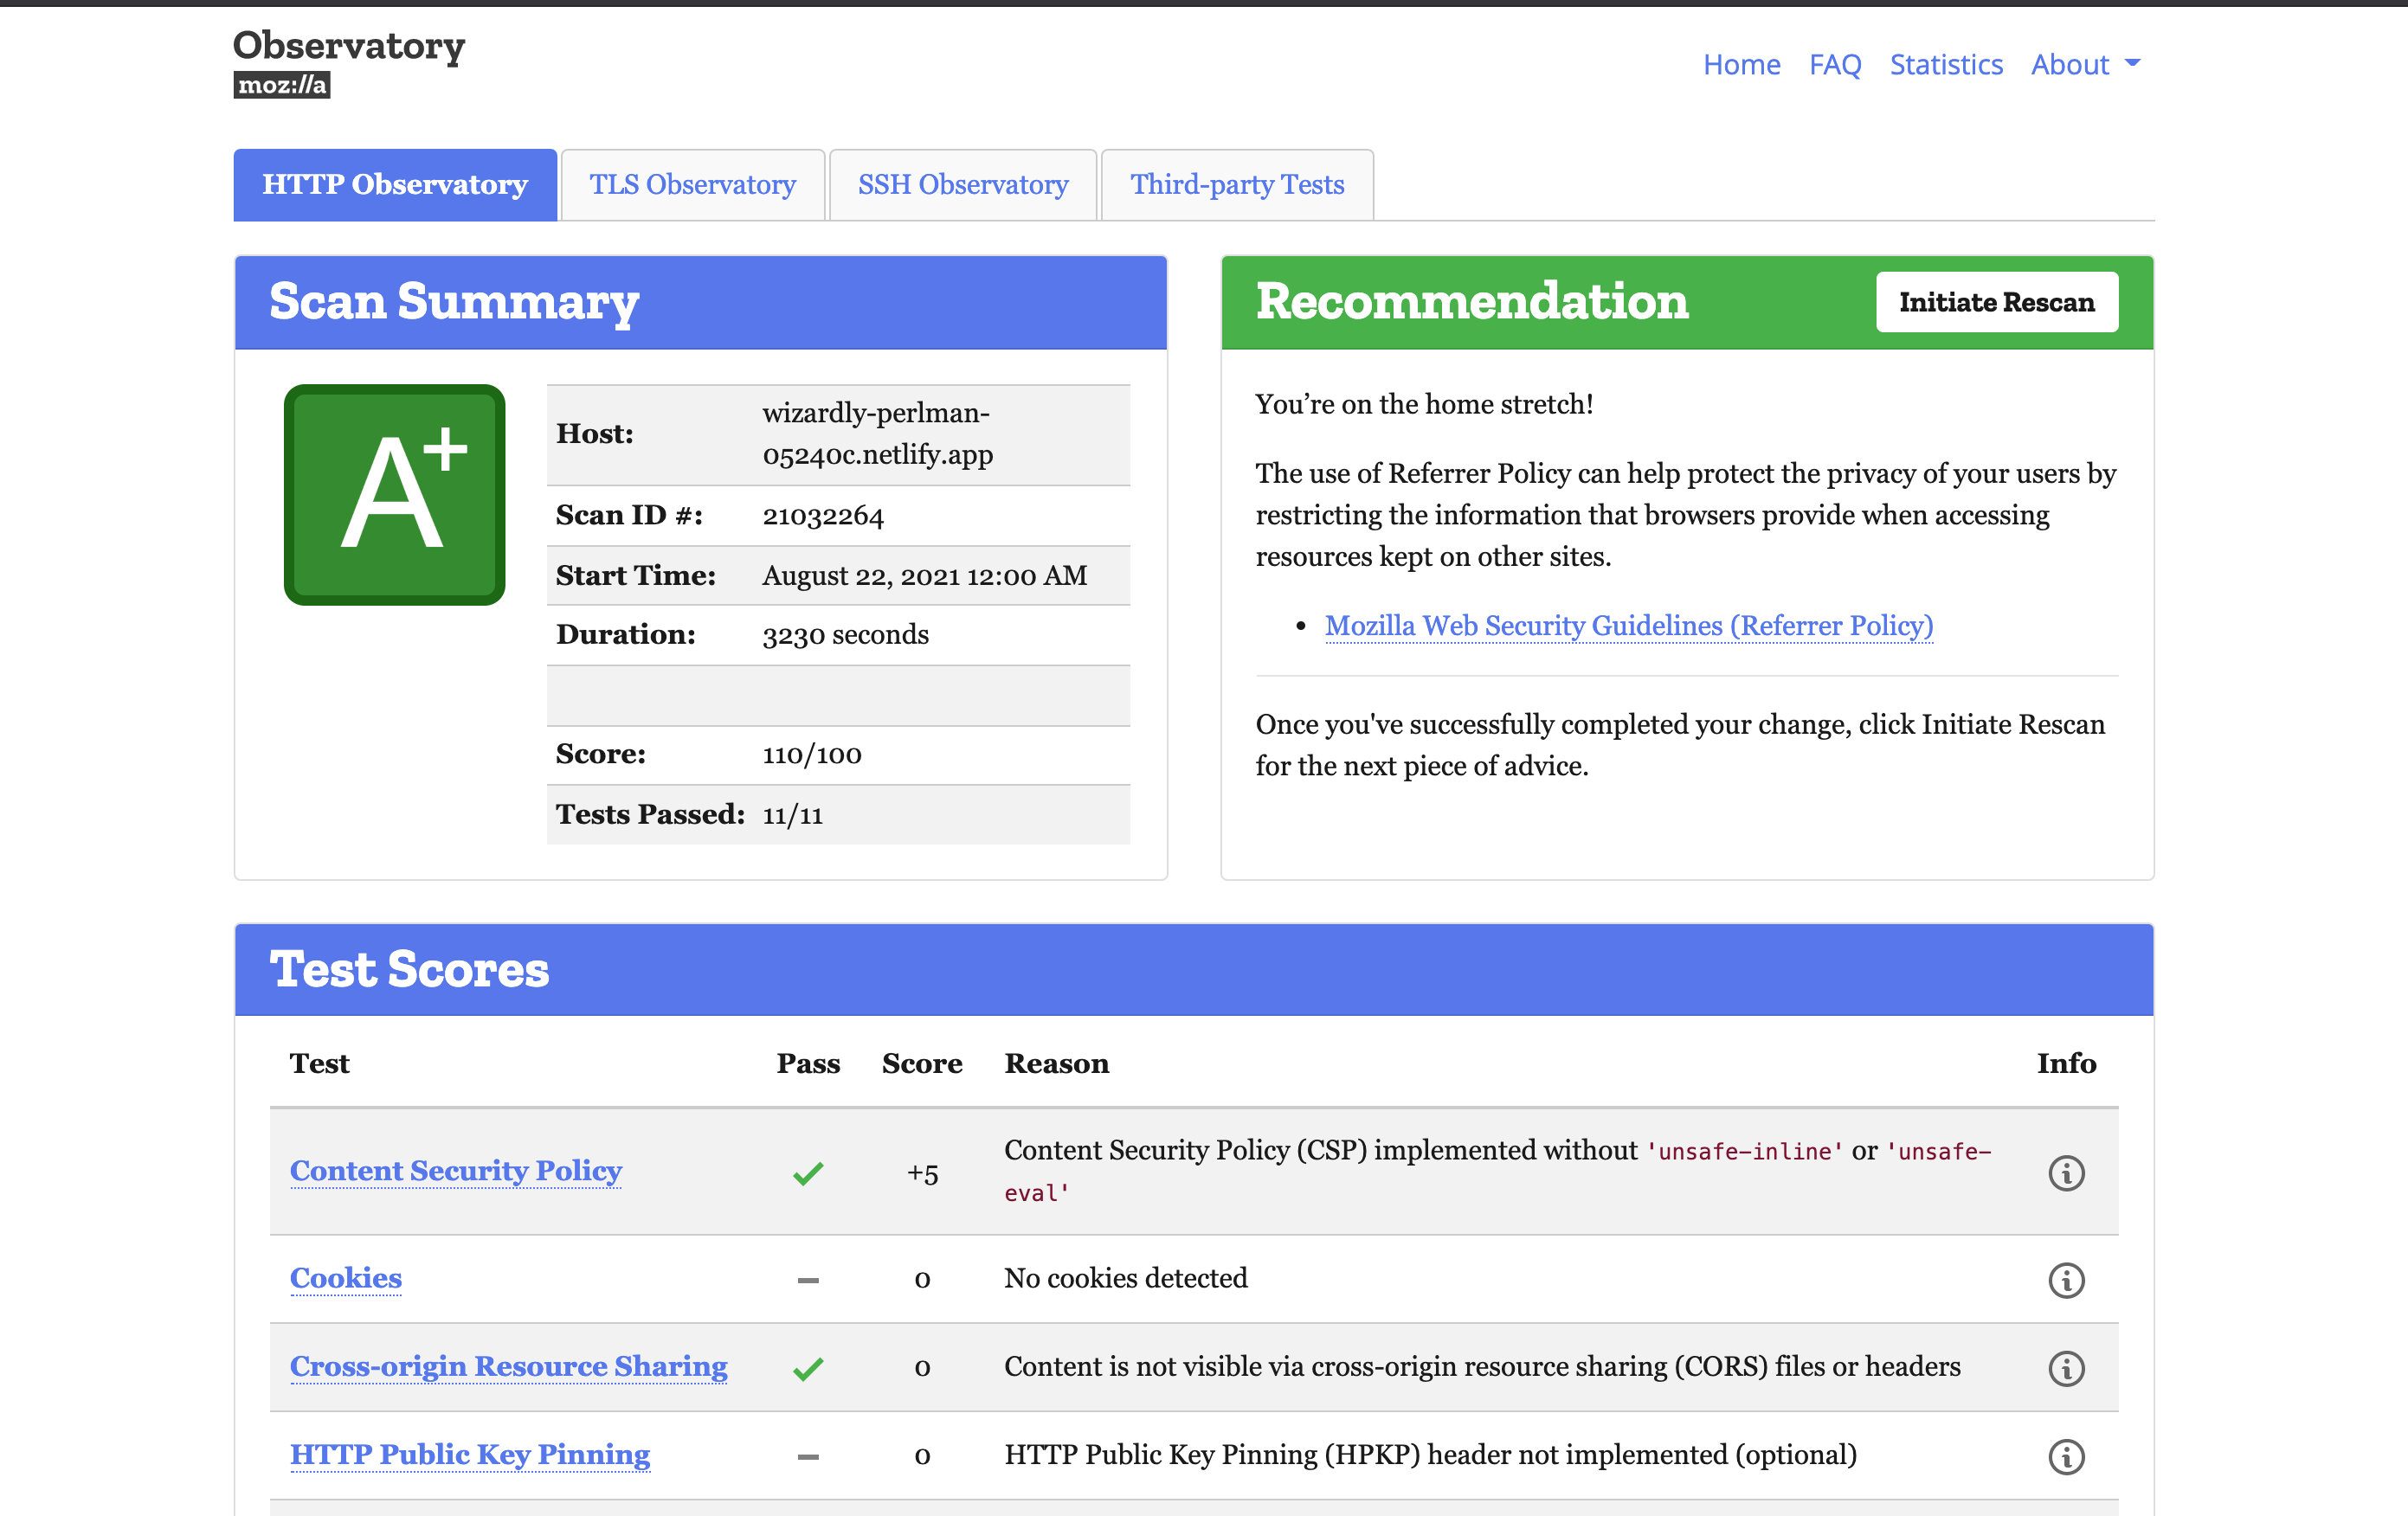 Observatory
moz://a
Home FAQ Statistics About
HTTP Observatory TLS Observatory SSH Observatory Third-party Tests
Scan Summary
A+
Host: wizardly-perlman-
05240c.netlify.app
Scan ID #: 21032264
Start Time: August 22, 2021 12:00 AM
Duration: 3230 seconds
Score: 110/100
Tests Passed: 11/11
Recommendation
Initiate Rescan
You’re on the home stretch!
The use of Referrer Policy can help protect the privacy of your users by
restricting the information that browsers provide when accessing
resources kept on other sites.
• Mozilla Web Security Guidelines (Referrer Policy)
Once you've successfully completed your change, click Initiate Rescan
for the next piece of advice.
Test Scores
Test Pass Score Reason Info
Content Security Policy +5 Content Security Policy (CSP) implemented without 'unsafe-inline' or 'unsafe-
eval'
Cookies – 0 No cookies detected
Cross-origin Resource Sharing 0 Content is not visible via cross-origin resource sharing (CORS) files or headers
HTTP Public Key Pinning – 0 HTTP Public Key Pinning (HPKP) header not implemented (optional)